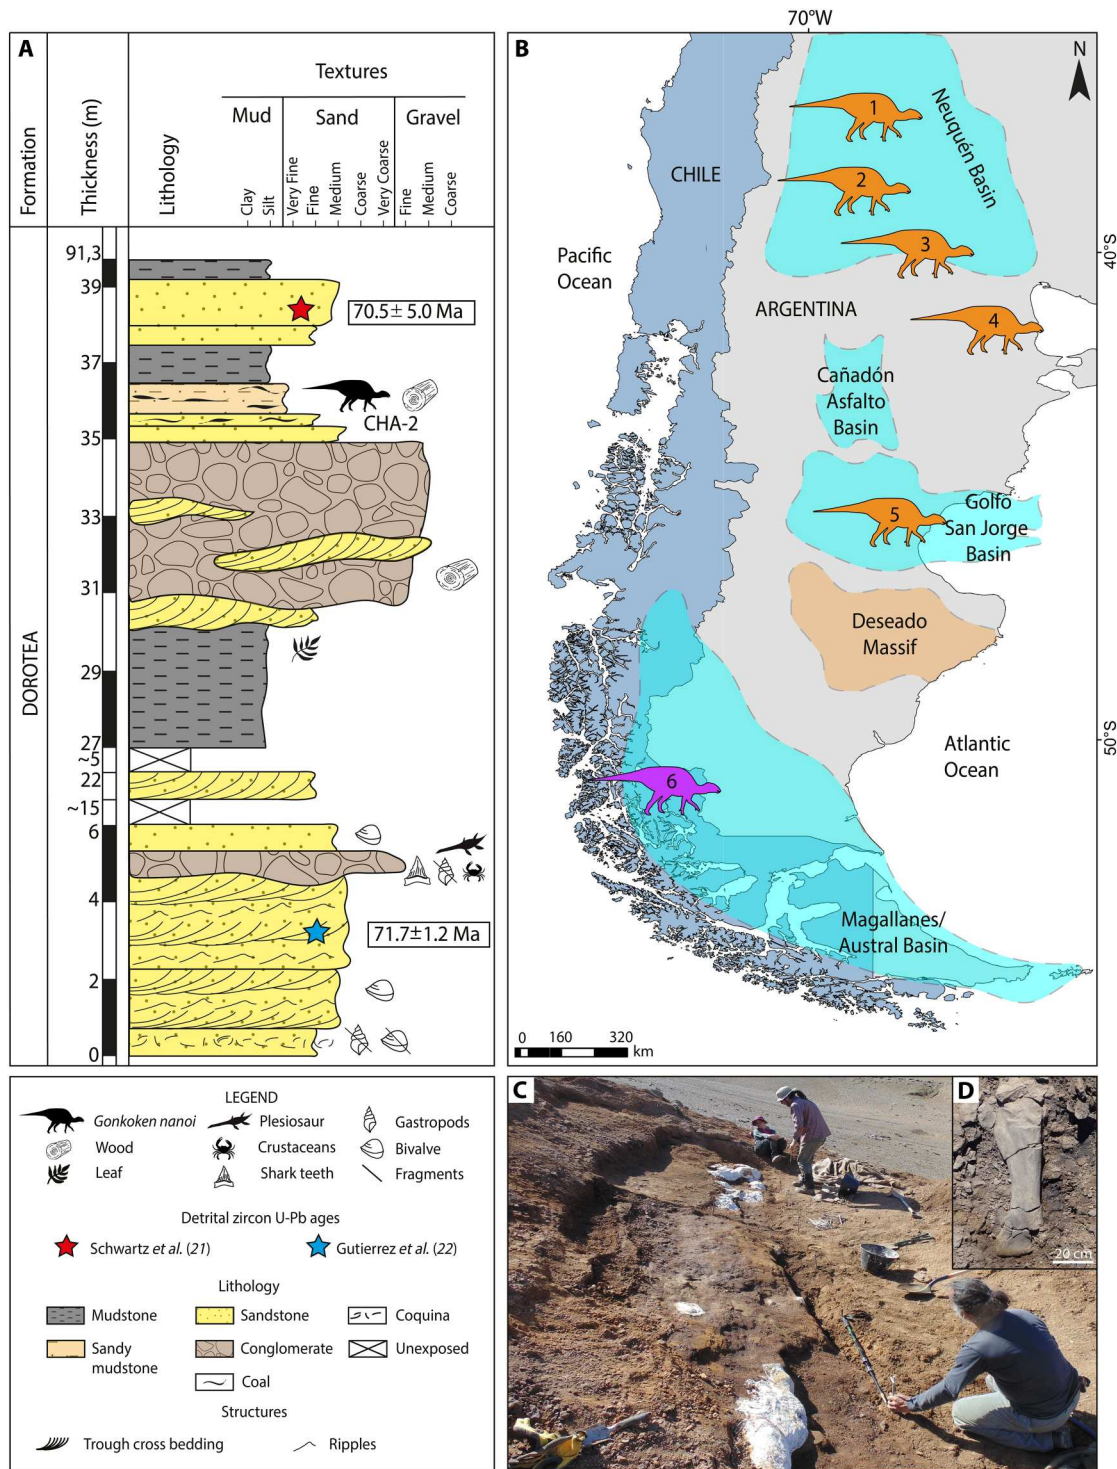 A
Formation
Thickness (m)
Lithology
Textures
Mud
Sand
Gravel
Clay
Silt
Very Fine
Fine
Medium
Coarse
Very Coarse
Fine
Medium
Coarse
DOROTEA
91,3
39
37
35
33
31
29
27
~5
22
~15
6
4
2
0
70.5± 5.0 Ma
CHA-2
71.7±1.2 Ma
LEGEND
Gonkoken nanoi
Plesiosaur
Gastropods
Wood
Crustaceans
Bivalve
Leaf
Shark teeth
Fragments
Detrital zircon U-Pb ages
Schwartz et al. (21)
Gutierrez et al. (22)
Lithology
Mudstone
Sandstone
Coquina
Sandy
mudstone
Conglomerate
Unexposed
Coal
Structures
Trough cross bedding
Ripples
B
70°W
N
40°S
50°S
1
2
3
4
5
6
Neuquén Basin
CHILE
Pacific
Ocean
ARGENTINA
Cañadón
Asfalto
Basin
Golfo
San Jorge
Basin
Deseado
Massif
Atlantic
Ocean
Magallanes/
Austral Basin
0 160 320
km
C
D
20 cm